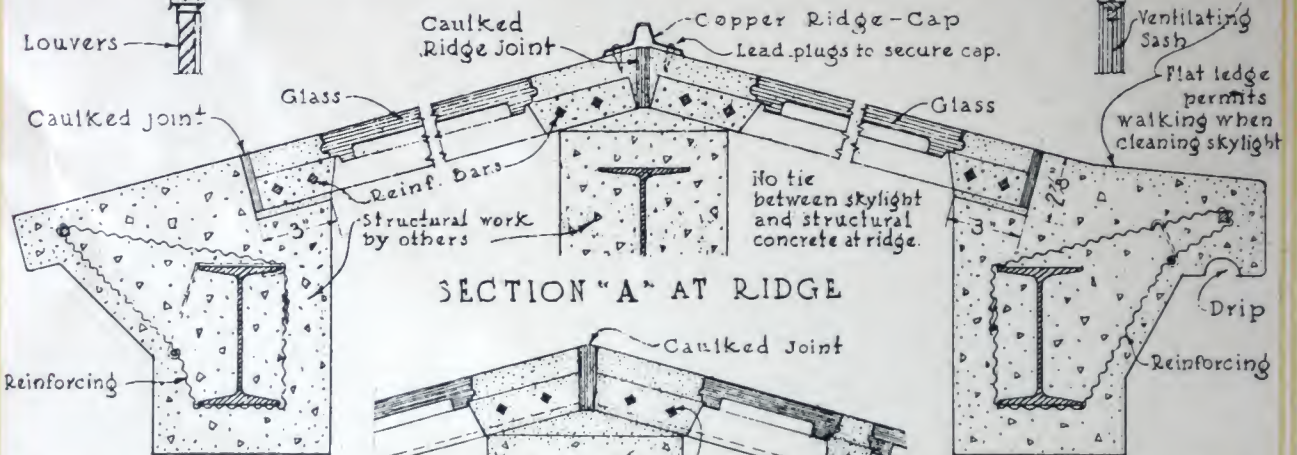 Louvers
Caulked
Ridge Joint
Copper Ridge-Cap
Lead plugs to secure cap.
Ventilating
Sash
Flat ledge
permits
walking when
cleaning skylight
Caulked joint
Glass
Glass
Reinf. Bars
Structural work
by others
No tie
between skylight
and structural
concrete at ridge.
3"
3"
2⅛"
SECTION "A" AT RIDGE
Drip
Caulked Joint
Reinforcing
Reinforcing